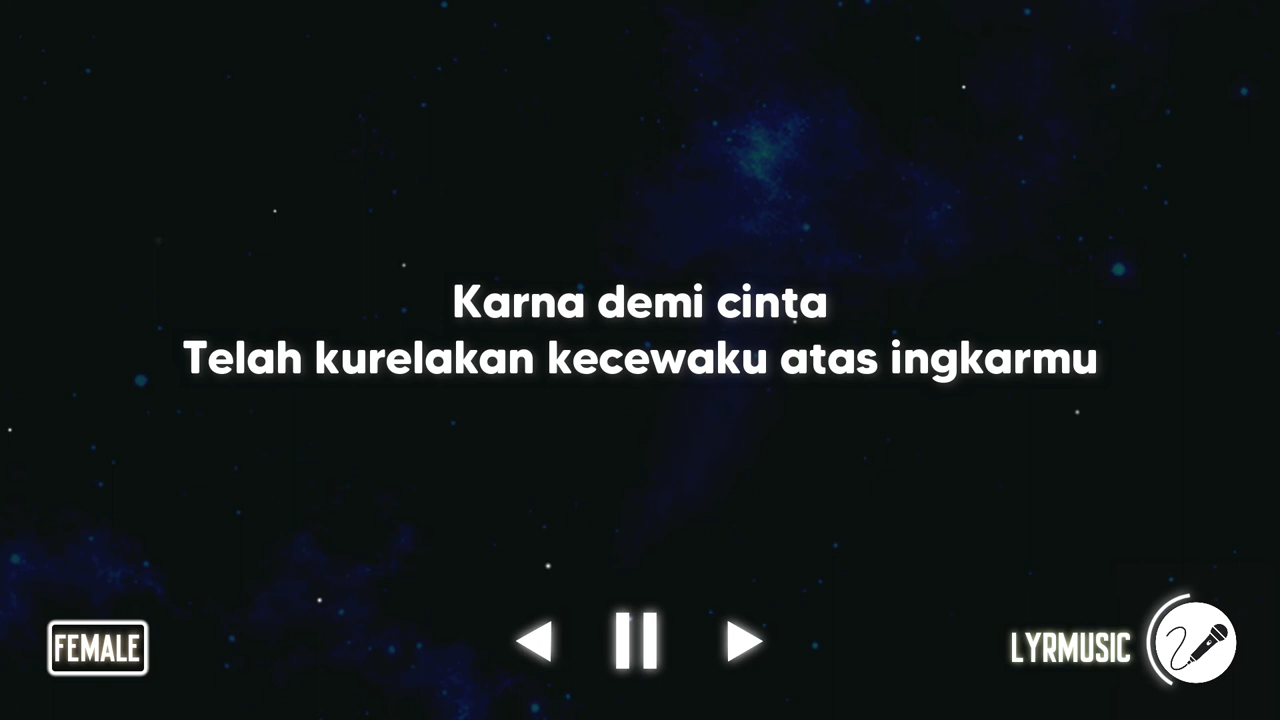 Karna demi cinta
Telah kurelakan kecewaku atas ingkarmu
FEMALE
LYRMUSIC